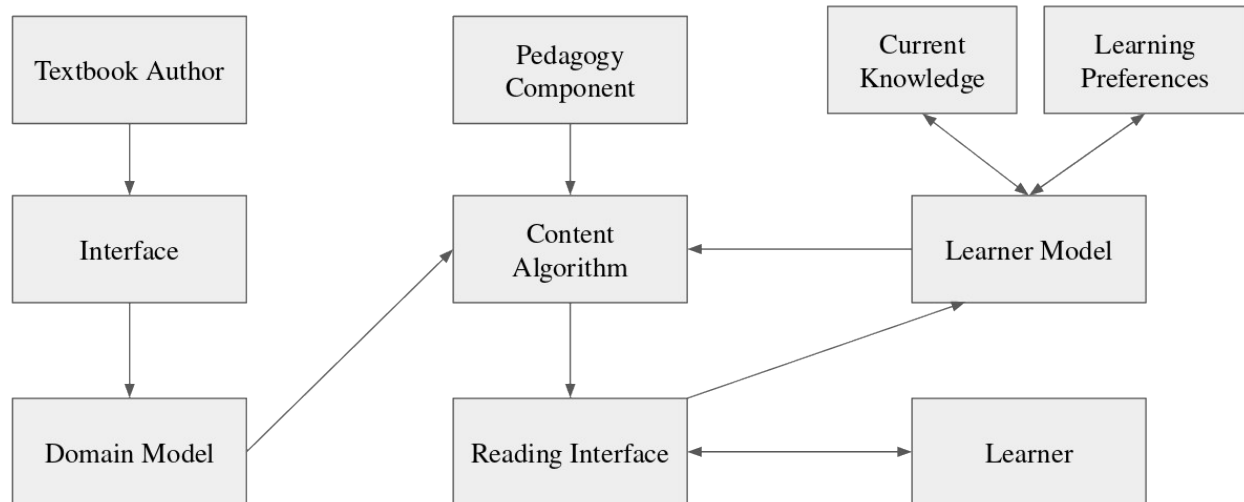 Textbook Author
Pedagogy
Component
Current
Knowledge
Learning
Preferences
Interface
Content
Algorithm
Learner Model
Domain Model
Reading Interface
Learner